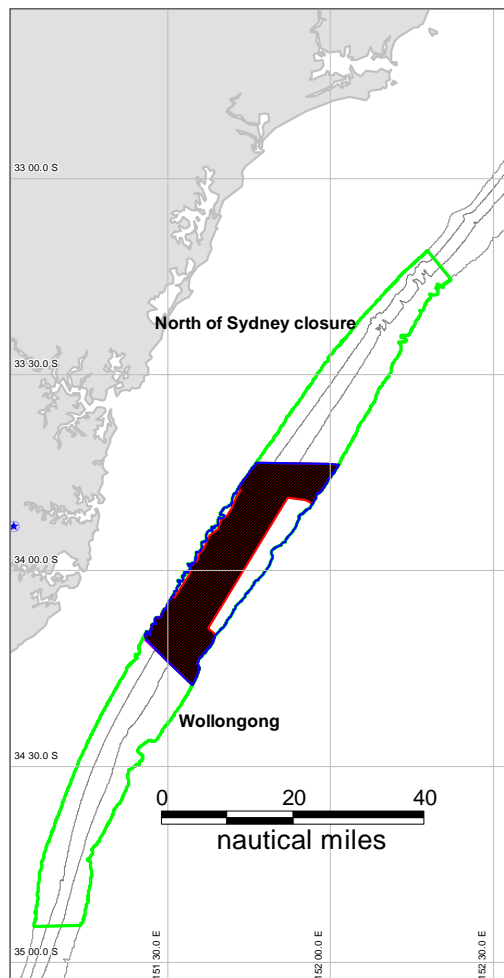 33 00.0 S
North of Sydney closure
33 30.0 S
34 00.0 S
Wollongong
34 30.0 S
0 20 40
nautical miles
35 00.0 S
151 30.0 E
152 00.0 E
152 30.0 E